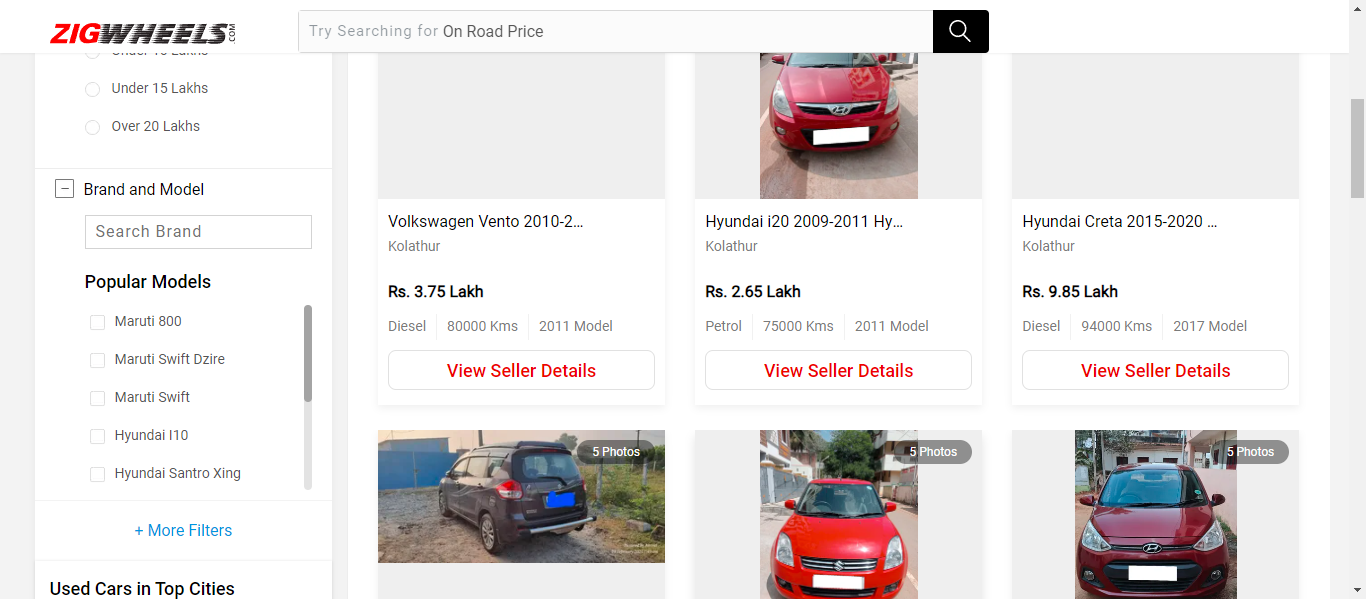 ZIGWHEELS.COM
Try Searching for On Road Price
Under 15 Lakhs
Over 20 Lakhs
Brand and Model
Search Brand
Popular Models
Maruti 800
Maruti Swift Dzire
Maruti Swift
Hyundai I10
Hyundai Santro Xing
+ More Filters
Used Cars in Top Cities
Volkswagen Vento 2010-2...
Kolathur
Rs. 3.75 Lakh
Diesel 80000 Kms 2011 Model
View Seller Details
Hyundai i20 2009-2011 Hy...
Kolathur
Rs. 2.65 Lakh
Petrol 75000 Kms 2011 Model
View Seller Details
Hyundai Creta 2015-2020 ...
Kolathur
Rs. 9.85 Lakh
Diesel 94000 Kms 2017 Model
View Seller Details
5 Photos
5 Photos
5 Photos